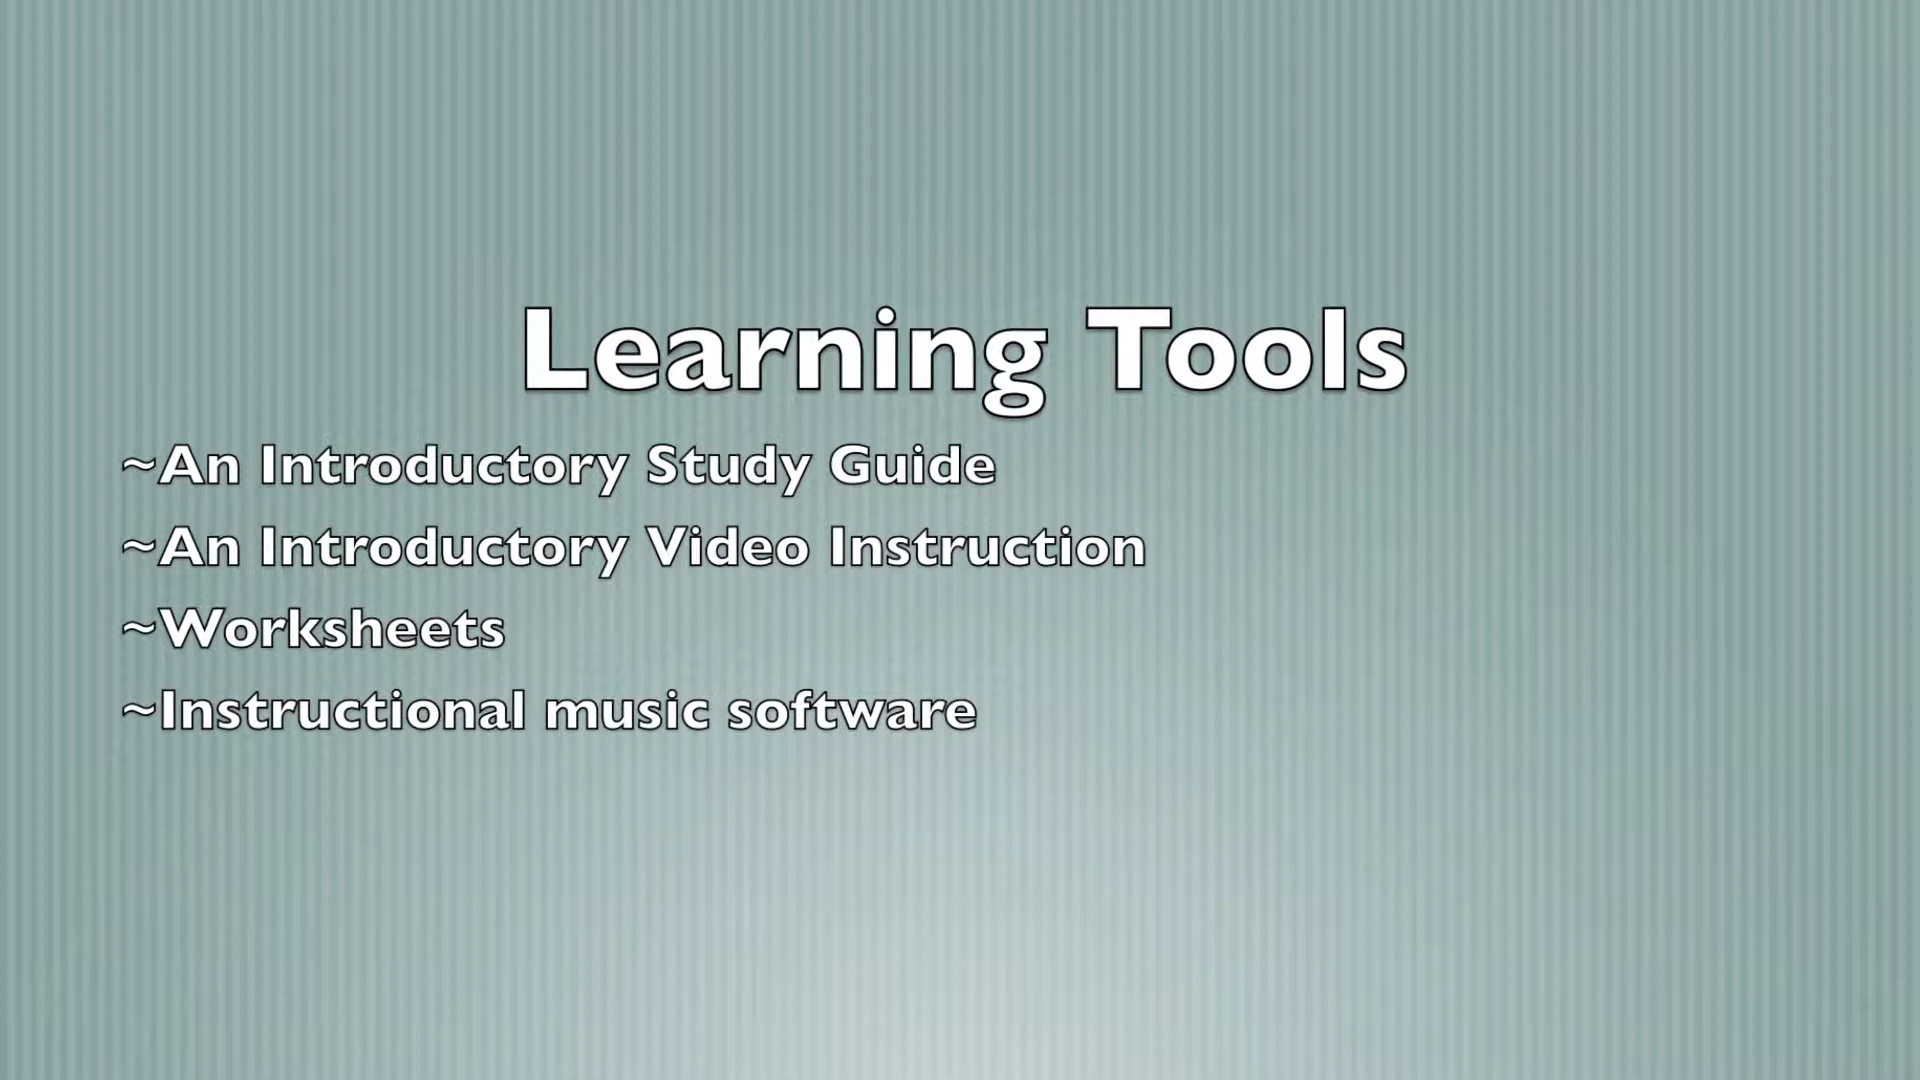 Learning Tools
~An Introductory Study Guide
~An Introductory Video Instruction
~Worksheets
~Instructional music software